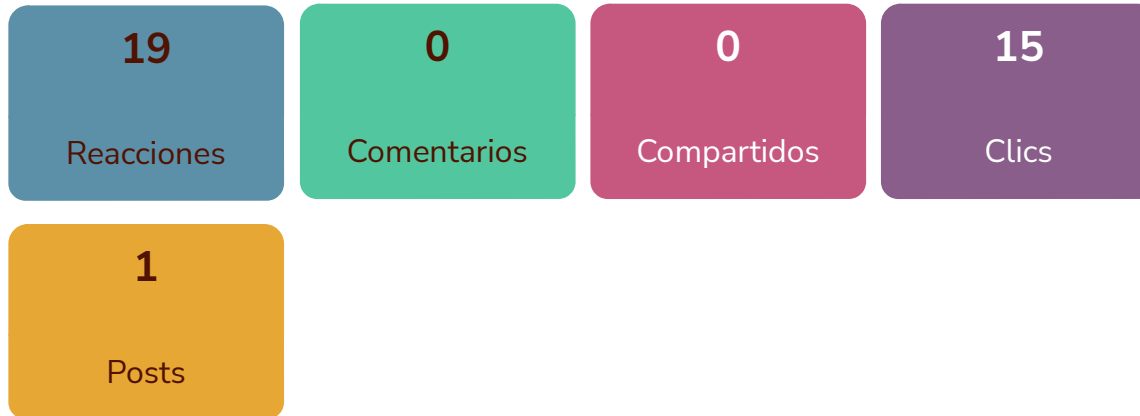 19
Reacciones
0
Comentarios
0
Compartidos
15
Clics
1
Posts